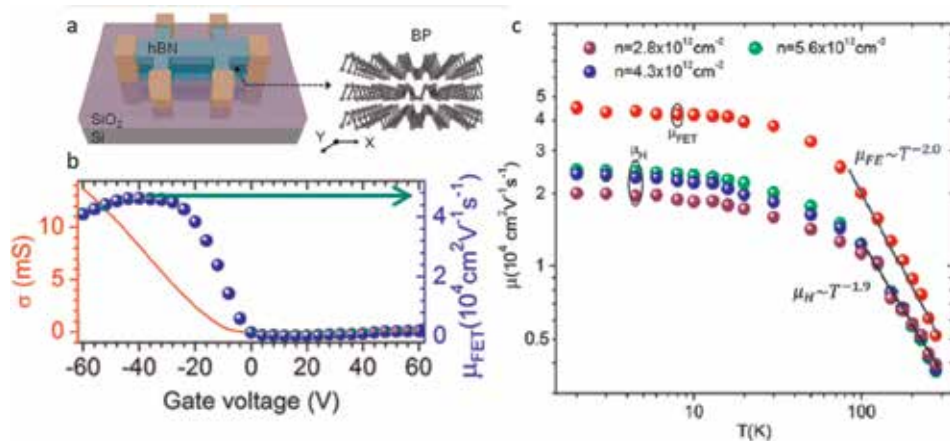 a
hBN
BP
SiO₂
Si
Y
X
b
σ (mS)
10
5
0
4
2
0
μFET(10⁴cm²V⁻¹s⁻¹)
-60 -40 -20 0 20 40 60
Gate voltage (V)
c
n=2.8x10¹²cm⁻²
n=5.6x10¹²cm⁻²
n=4.3x10¹²cm⁻²
μ(10⁴ cm²V⁻¹s⁻¹)
5
4
3
2
1
0.5
μFET
μH
μFE~T⁻²·⁰
μH~T⁻¹·⁹
10
100
T(K)